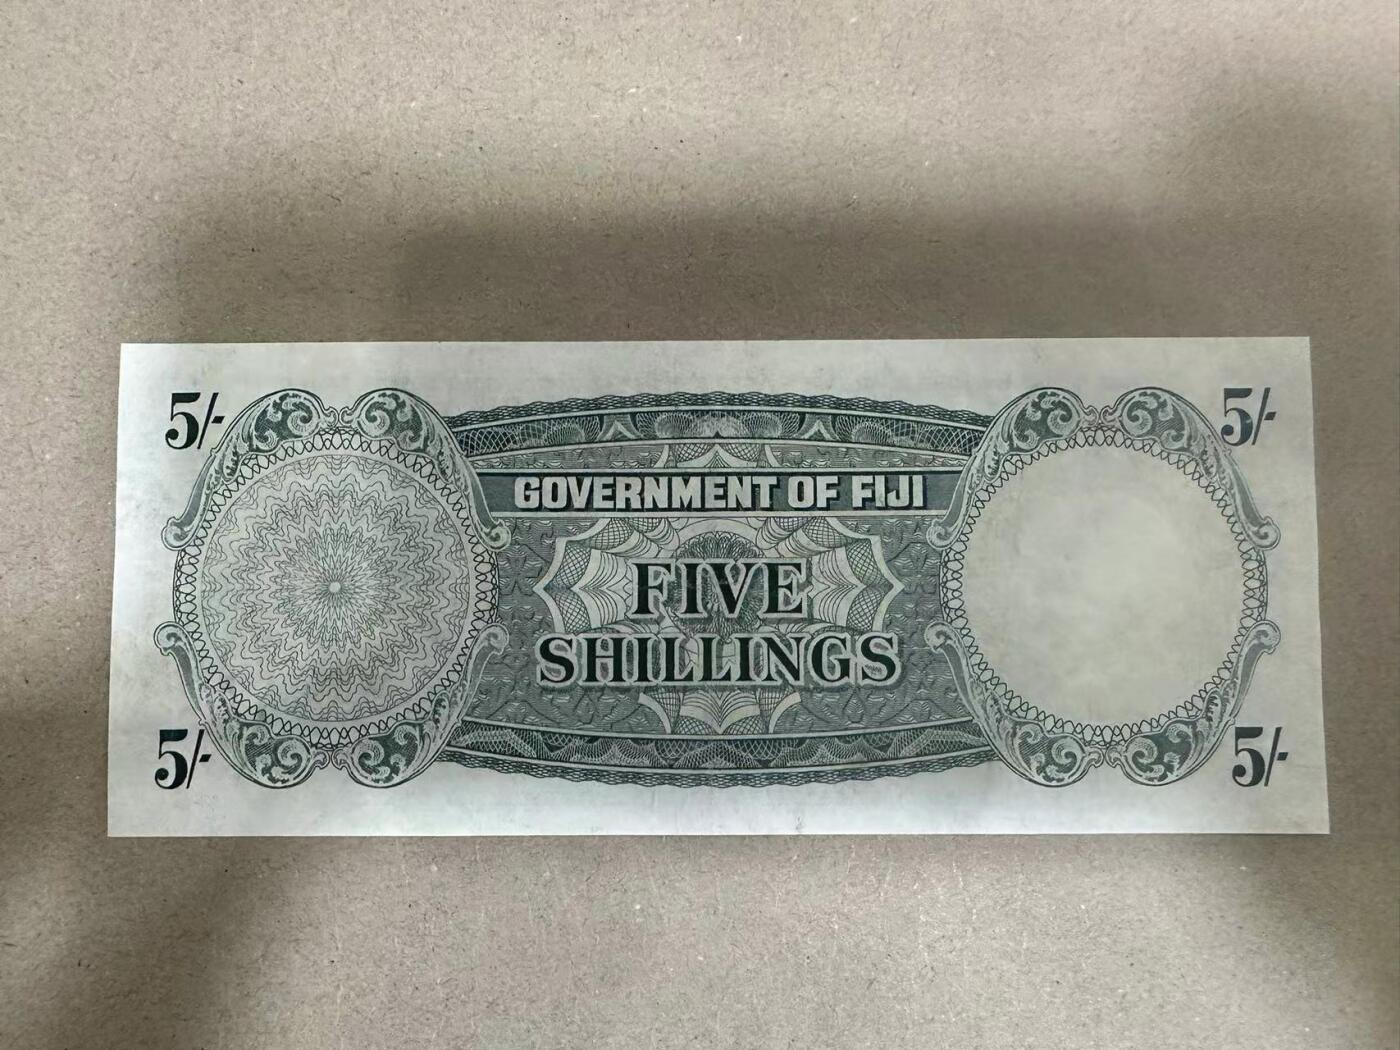 5/- 5/-
GOVERNMENT OF FIJI
FIVE
SHILLINGS
5/- 5/-